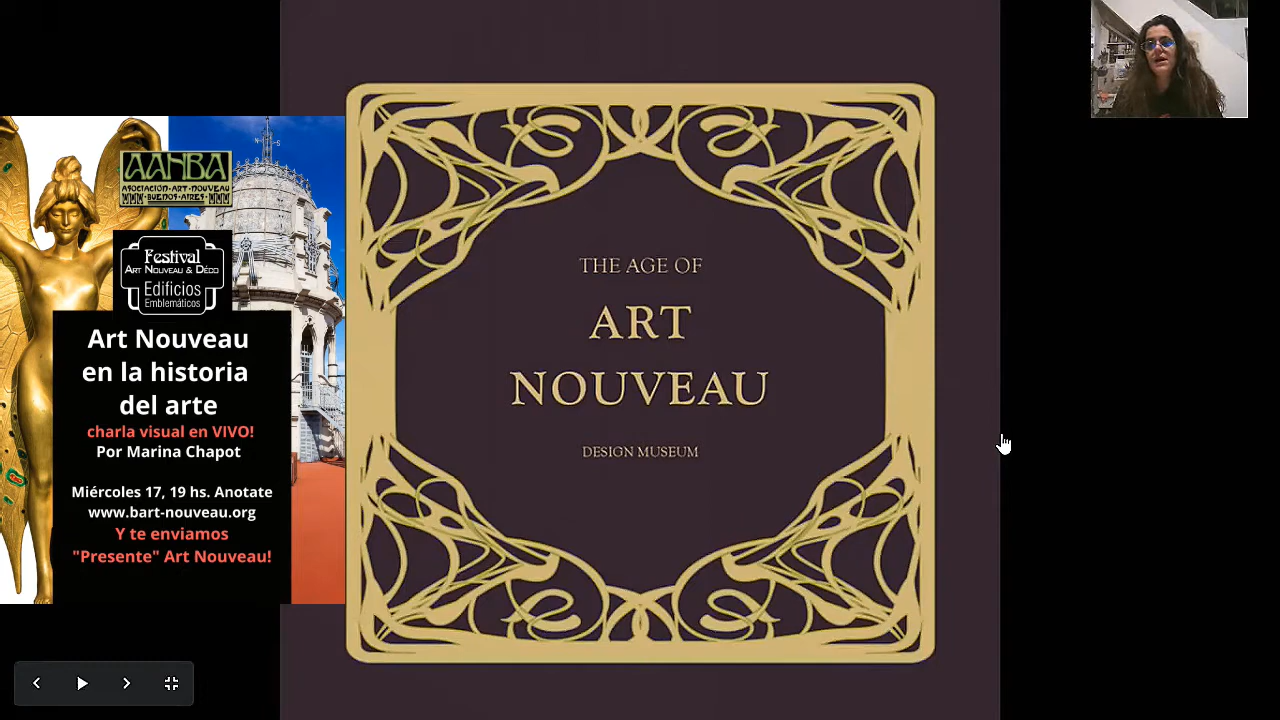 AANBA
ASOCIACIÓN·ART·NOUVEAU
·BUENOS·AIRES·
Festival
ART NOUVEAU & DÉCO
Edificios
Emblemáticos
Art Nouveau
en la historia
del arte
charla visual en VIVO!
Por Marina Chapot
Miércoles 17, 19 hs. Anotate
www.bart-nouveau.org
Y te enviamos
"Presente" Art Nouveau!
THE AGE OF
ART
NOUVEAU
DESIGN MUSEUM